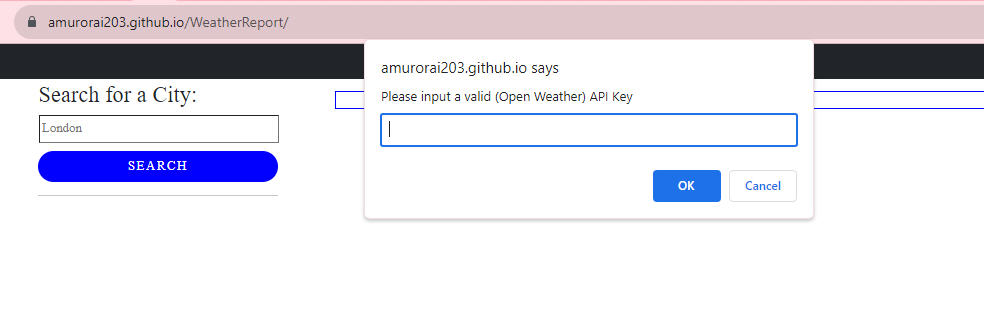 amurorai203.github.io/WeatherReport/
amurorai203.github.io says
Please input a valid (Open Weather) API Key
OK
Cancel
Search for a City:
London
SEARCH